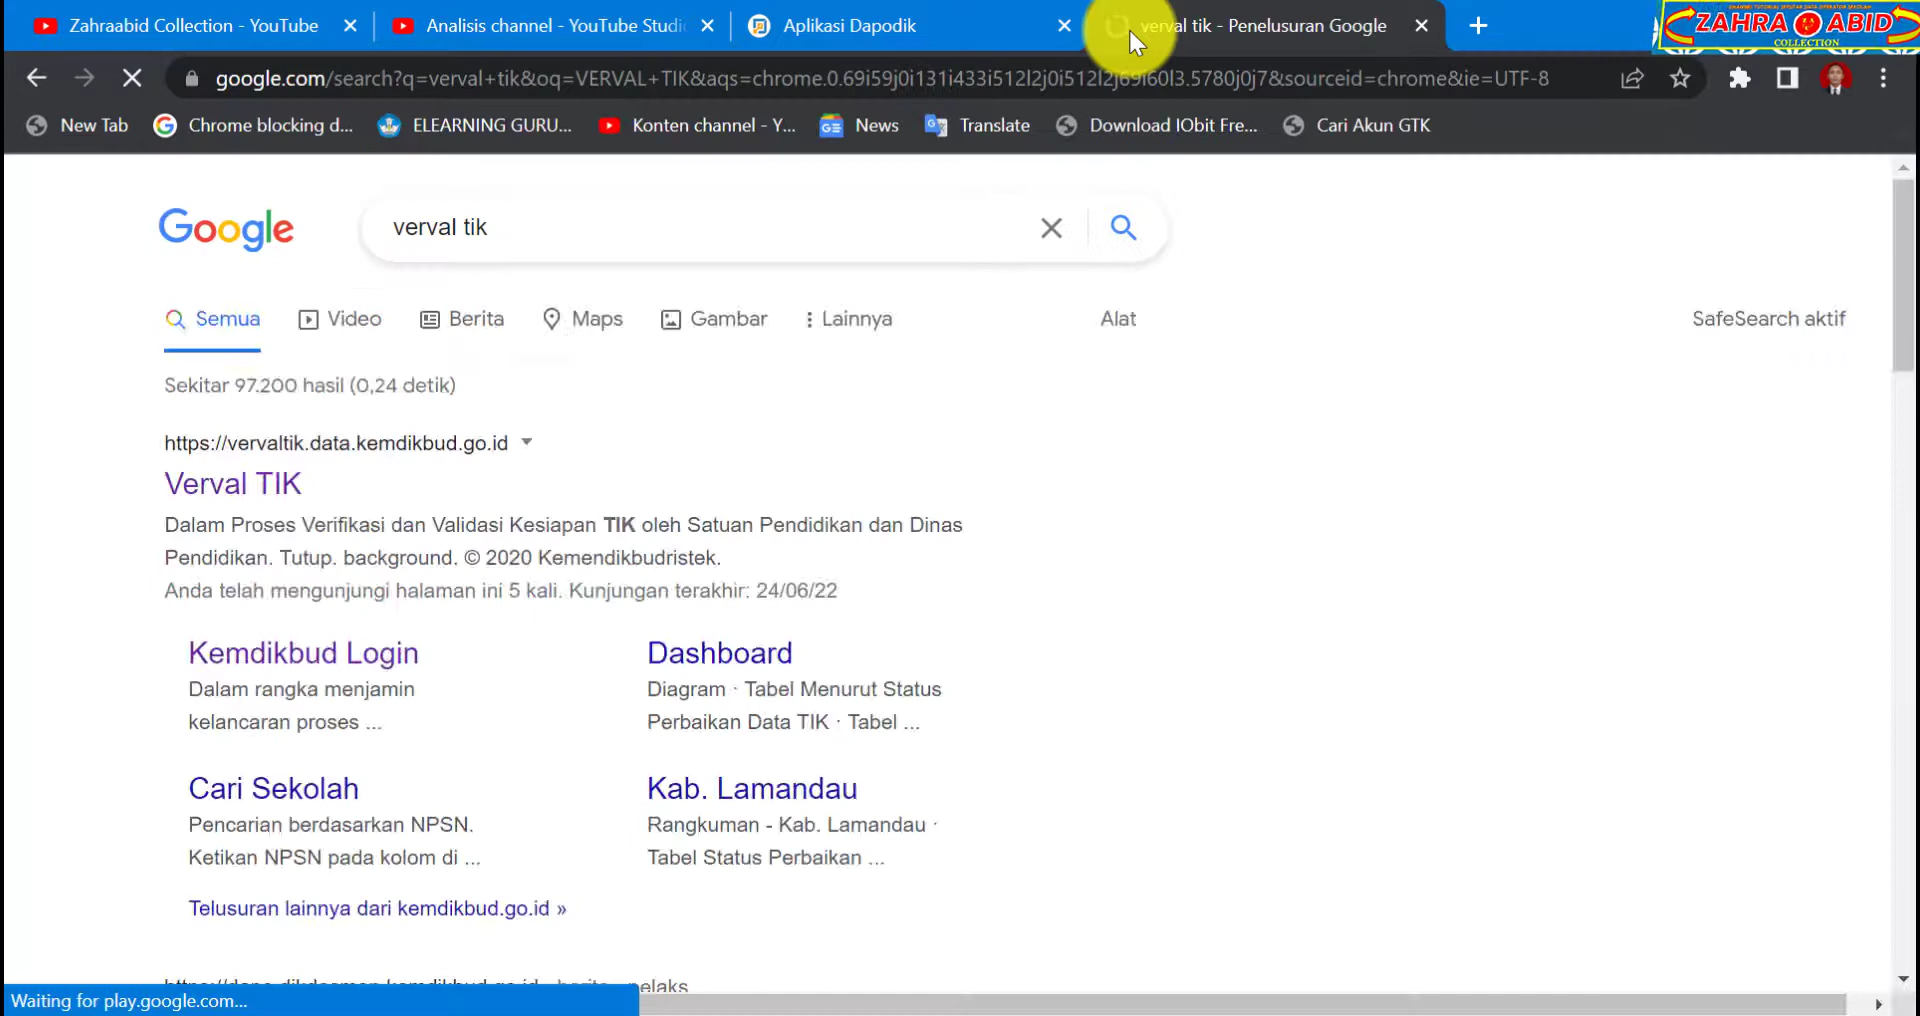 Zahraabid Collection - YouTube
Analisis channel - YouTube Studi
Aplikasi Dapodik
verval tik - Penelusuran Google
ZAHRA ABID
COLLECTION
google.com/search?q=verval+tik&oq=VERVAL+TIK&aqs=chrome.0.69i59j0i131i433i512l2j0i512l2j69i60l3.5780j0j7&sourceid=chrome&ie=UTF-8
New Tab
Chrome blocking d...
ELEARNING GURU...
Konten channel - Y...
News
Translate
Download IObit Fre...
Cari Akun GTK
Google
verval tik
Semua
Video
Berita
Maps
Gambar
Lainnya
Alat
SafeSearch aktif
Sekitar 97.200 hasil (0,24 detik)
https://vervaltik.data.kemdikbud.go.id
Verval TIK
Dalam Proses Verifikasi dan Validasi Kesiapan TIK oleh Satuan Pendidikan dan Dinas
Pendidikan. Tutup. background. © 2020 Kemendikbudristek.
Anda telah mengunjungi halaman ini 5 kali. Kunjungan terakhir: 24/06/22
Kemdikbud Login
Dalam rangka menjamin
kelancaran proses ...
Dashboard
Diagram · Tabel Menurut Status
Perbaikan Data TIK · Tabel ...
Cari Sekolah
Pencarian berdasarkan NPSN.
Ketikan NPSN pada kolom di ...
Kab. Lamandau
Rangkuman - Kab. Lamandau ·
Tabel Status Perbaikan ...
Telusuran lainnya dari kemdikbud.go.id »
Waiting for play.google.com...